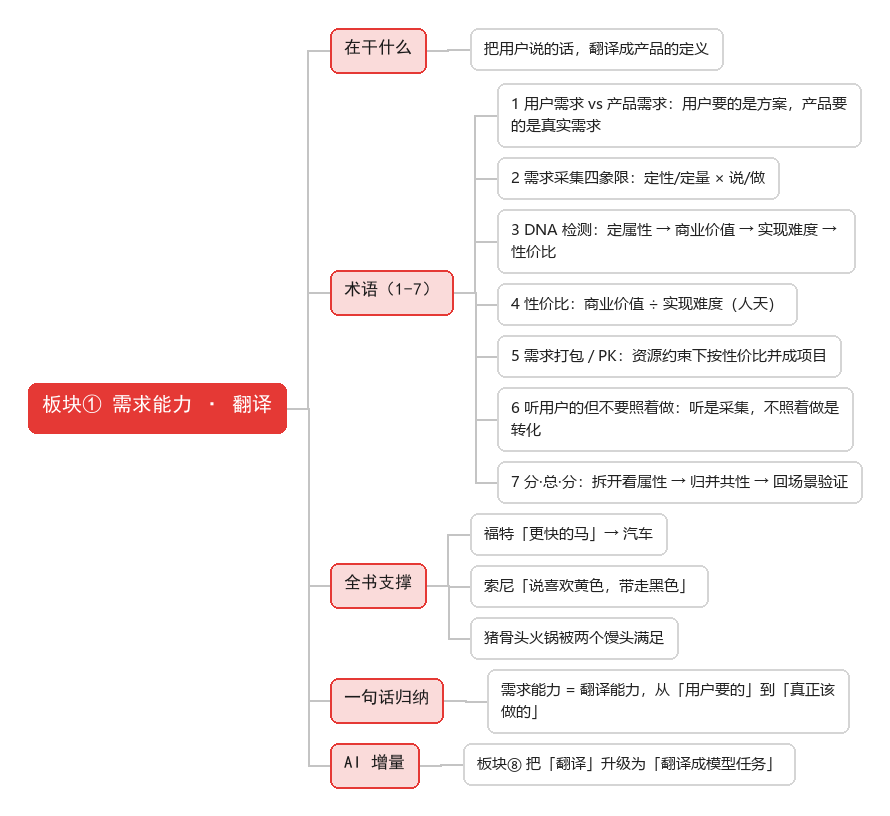 板块① 需求能力 · 翻译
在干什么
把用户说的话，翻译成产品的定义
术语（1-7）
1 用户需求 vs 产品需求：用户要的是方案，产品要
的是真实需求
2 需求采集四象限：定性/定量 × 说/做
3 DNA 检测：定属性 → 商业价值 → 实现难度 →
性价比
4 性价比：商业价值 ÷ 实现难度（人天）
5 需求打包 / PK：资源约束下按性价比并成项目
6 听用户的但不要照着做：听是采集，不照着做是
转化
7 分·总·分：拆开看属性 → 归并共性 → 回场景验证
全书支撑
福特「更快的马」→ 汽车
索尼「说喜欢黄色，带走黑色」
猪骨头火锅被两个馒头满足
一句话归纳
需求能力 = 翻译能力，从「用户要的」到「真正该
做的」
AI 增量
板块⑧ 把「翻译」升级为「翻译成模型任务」